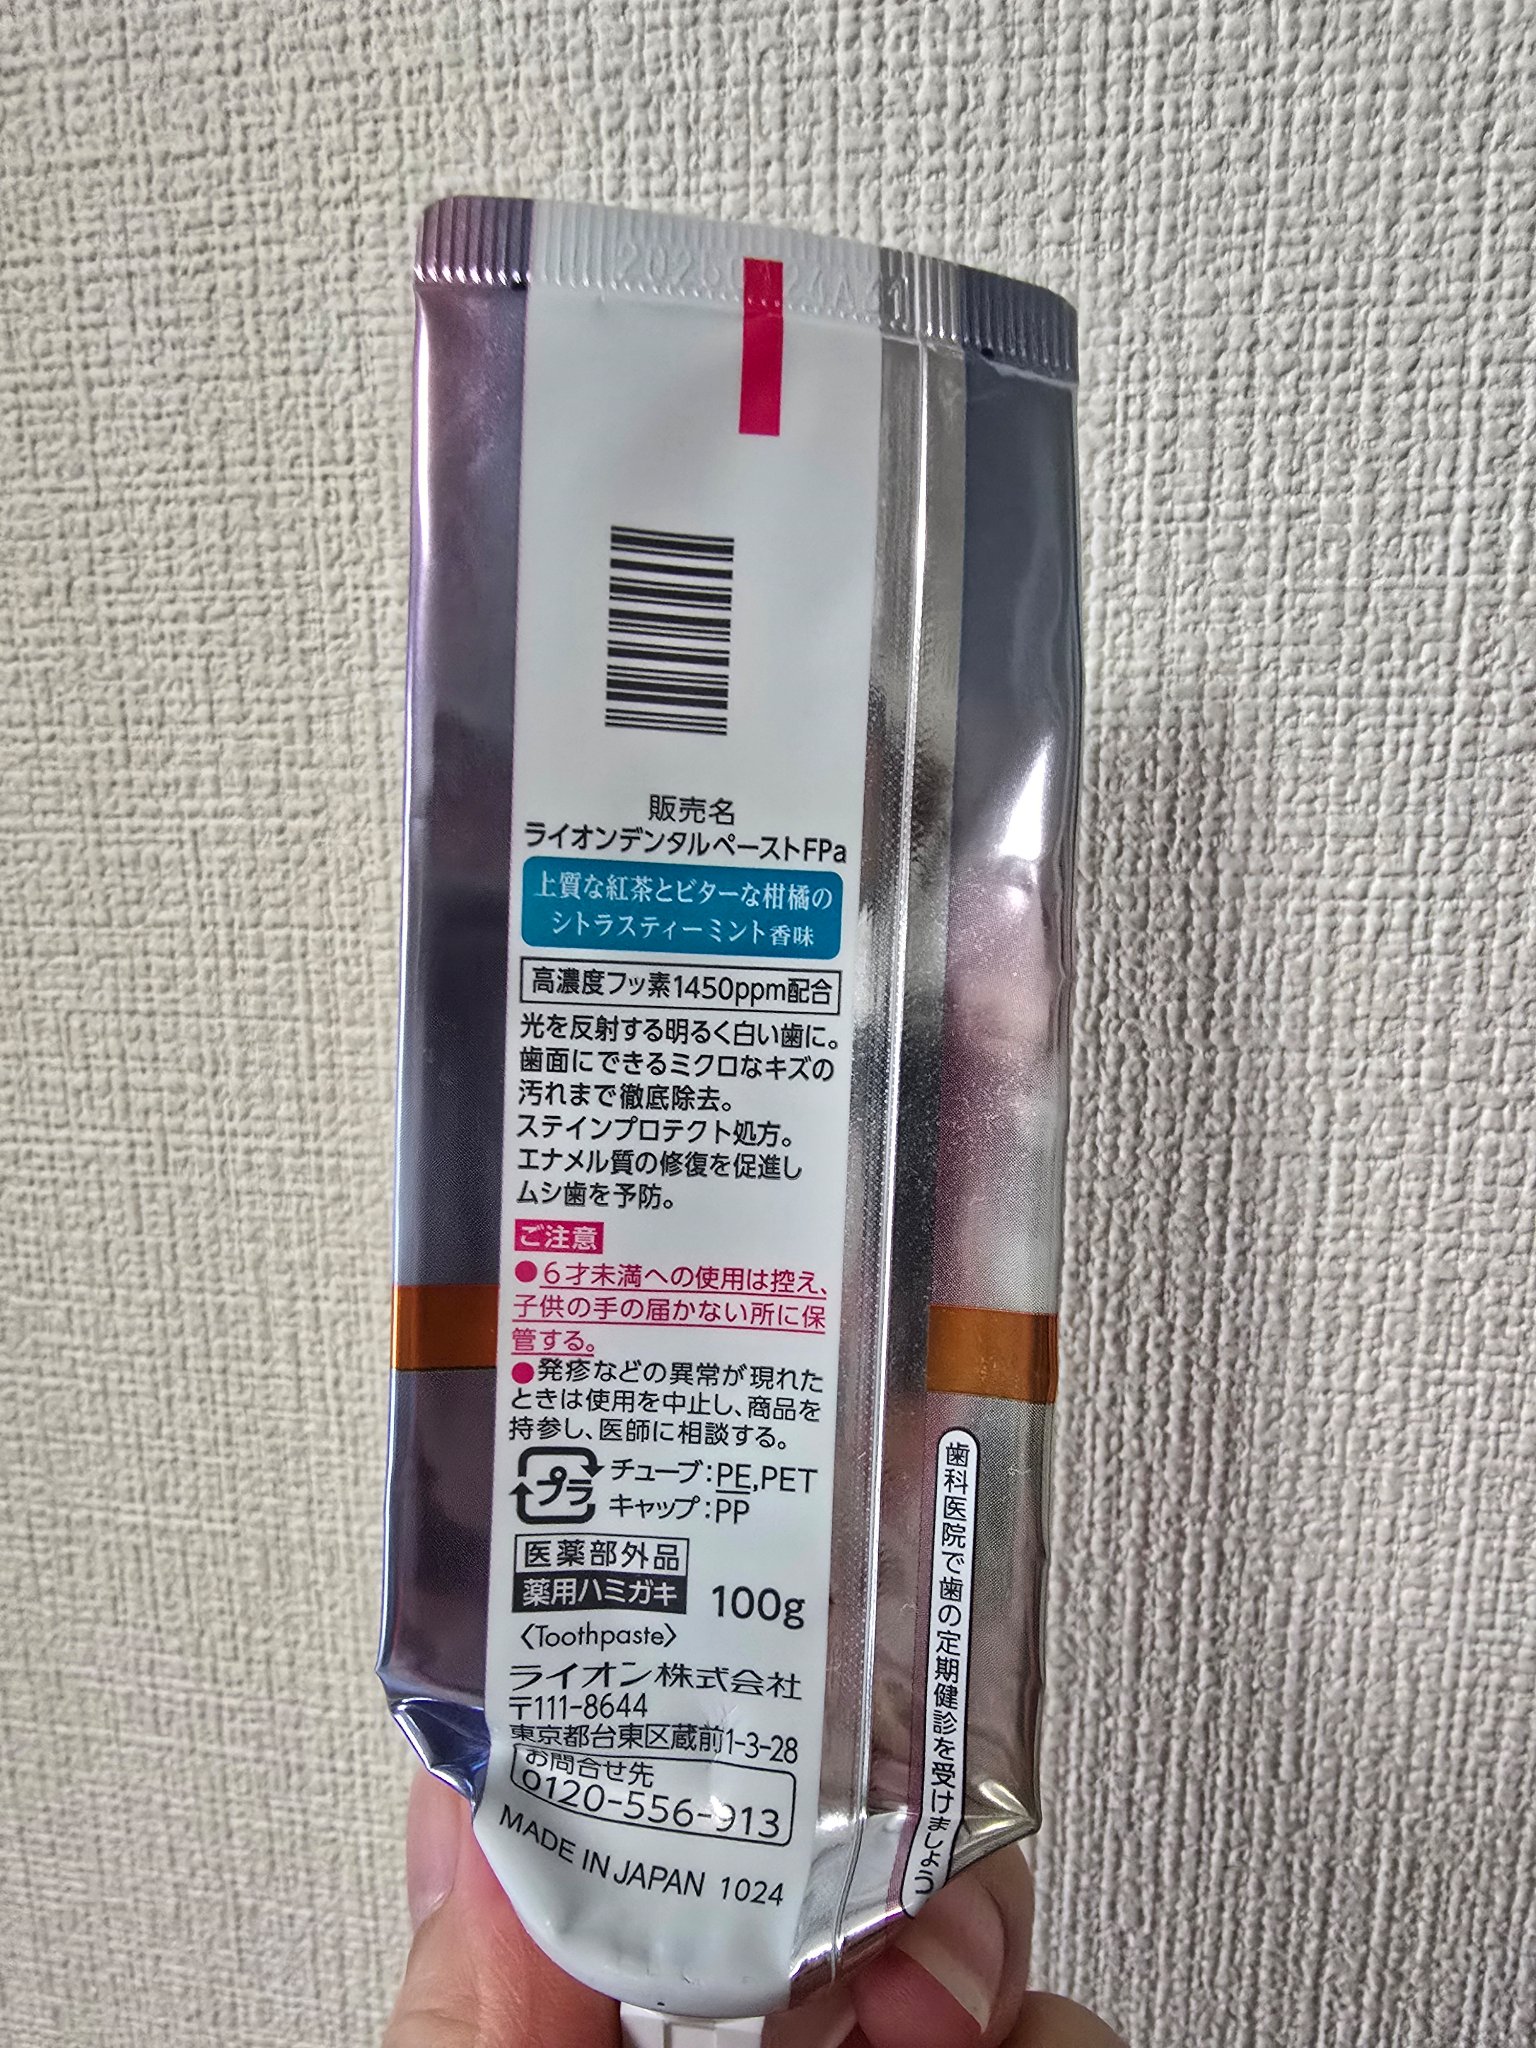 販売名
ライオンデンタルペーストFPa
上質な紅茶とビターな柑橘の
シトラスティーミント香味
高濃度フッ素1450ppm配合
光を反射する明るく白い歯に。
歯面にできるミクロなキズの
汚れまで徹底除去。
ステインプロテクト処方。
エナメル質の修復を促進し
ムシ歯を予防。
ご注意
●6才未満への使用は控え、
子供の手の届かない所に保
管する。
●発疹などの異常が現れた
ときは使用を中止し、商品を
持参し、医師に相談する。
プラ
チューブ:PE,PET
キャップ:PP
医薬部外品
薬用ハミガキ 100g
〈Toothpaste〉
ライオン株式会社
〒111-8644
東京都台東区蔵前1-3-28
お問合せ先
0120-556-913
MADE IN JAPAN 1024
歯科医院で歯の定期健診を受けましょう